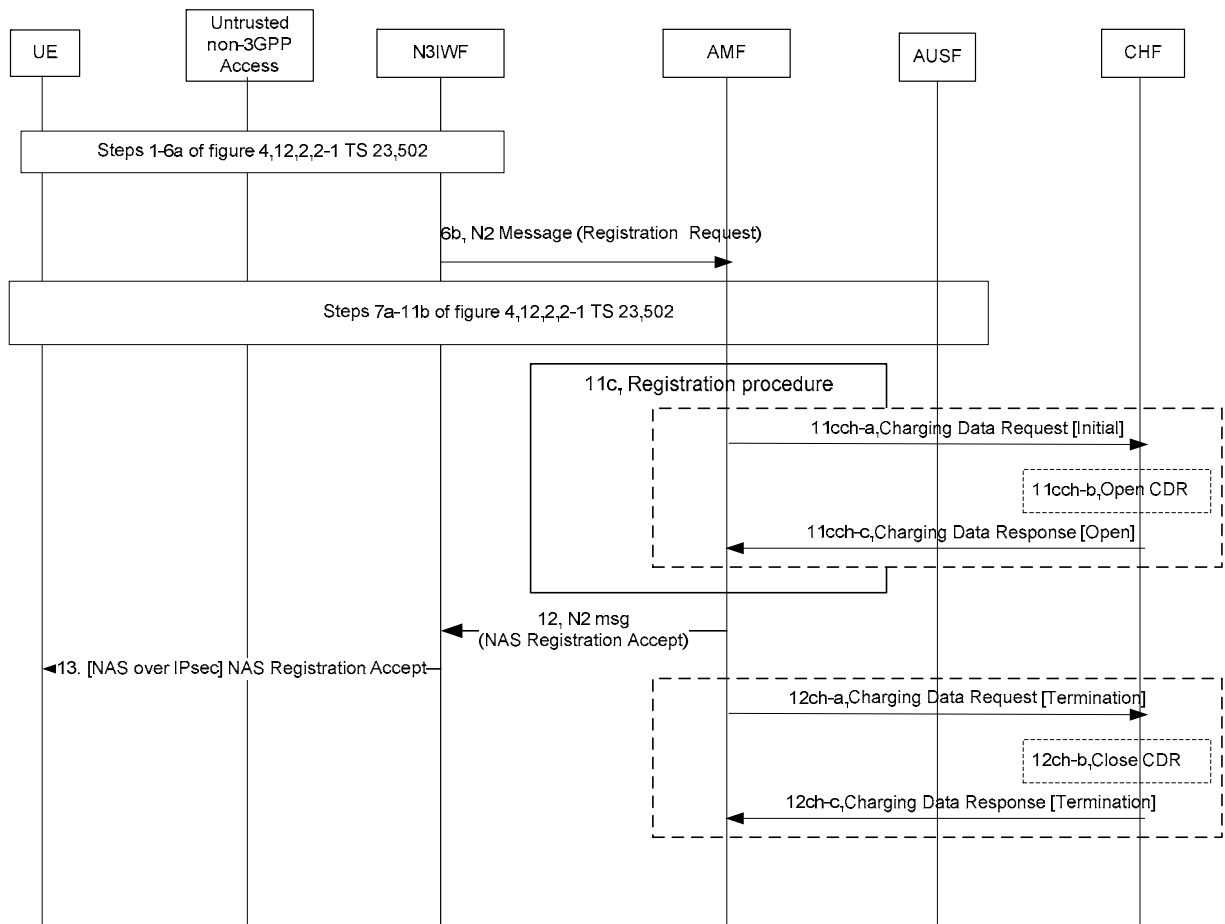 UE
Untrusted
non-3GPP
Access
N3IWF
AMF
AUSF
CHF
Steps 1-6a of figure 4,12,2,2-1 TS 23,502
6b, N2 Message (Registration Request)
Steps 7a-11b of figure 4,12,2,2-1 TS 23,502
11c, Registration procedure
11cch-a,Charging Data Request [Initial]
11cch-b,Open CDR
11cch-c,Charging Data Response [Open]
12, N2 msg
(NAS Registration Accept)
13. [NAS over IPsec] NAS Registration Accept
12ch-a,Charging Data Request [Termination]
12ch-b,Close CDR
12ch-c,Charging Data Response [Termination]